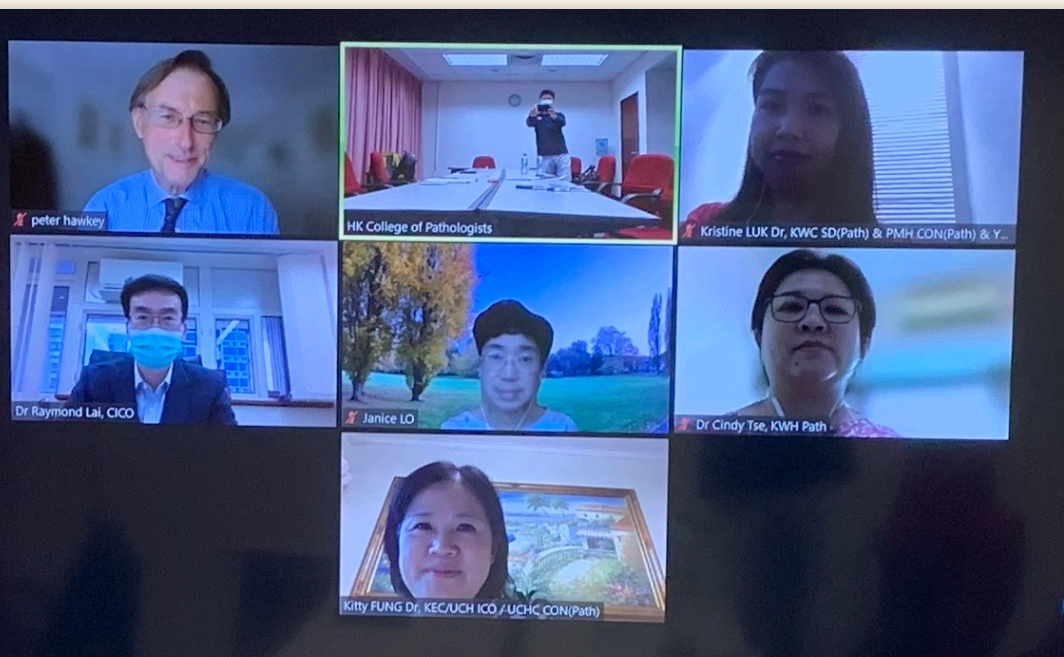 peter hawkey
HK College of Pathologists
Kristine LUK Dr, KWC SD(Path) & PMH CON(Path) & Y...
Dr Raymond Lai, CICO
Janice LO
Dr Cindy Tse, KWH Path
Kitty FUNG Dr, KEC/UCH ICO / UCHC CON(Path)